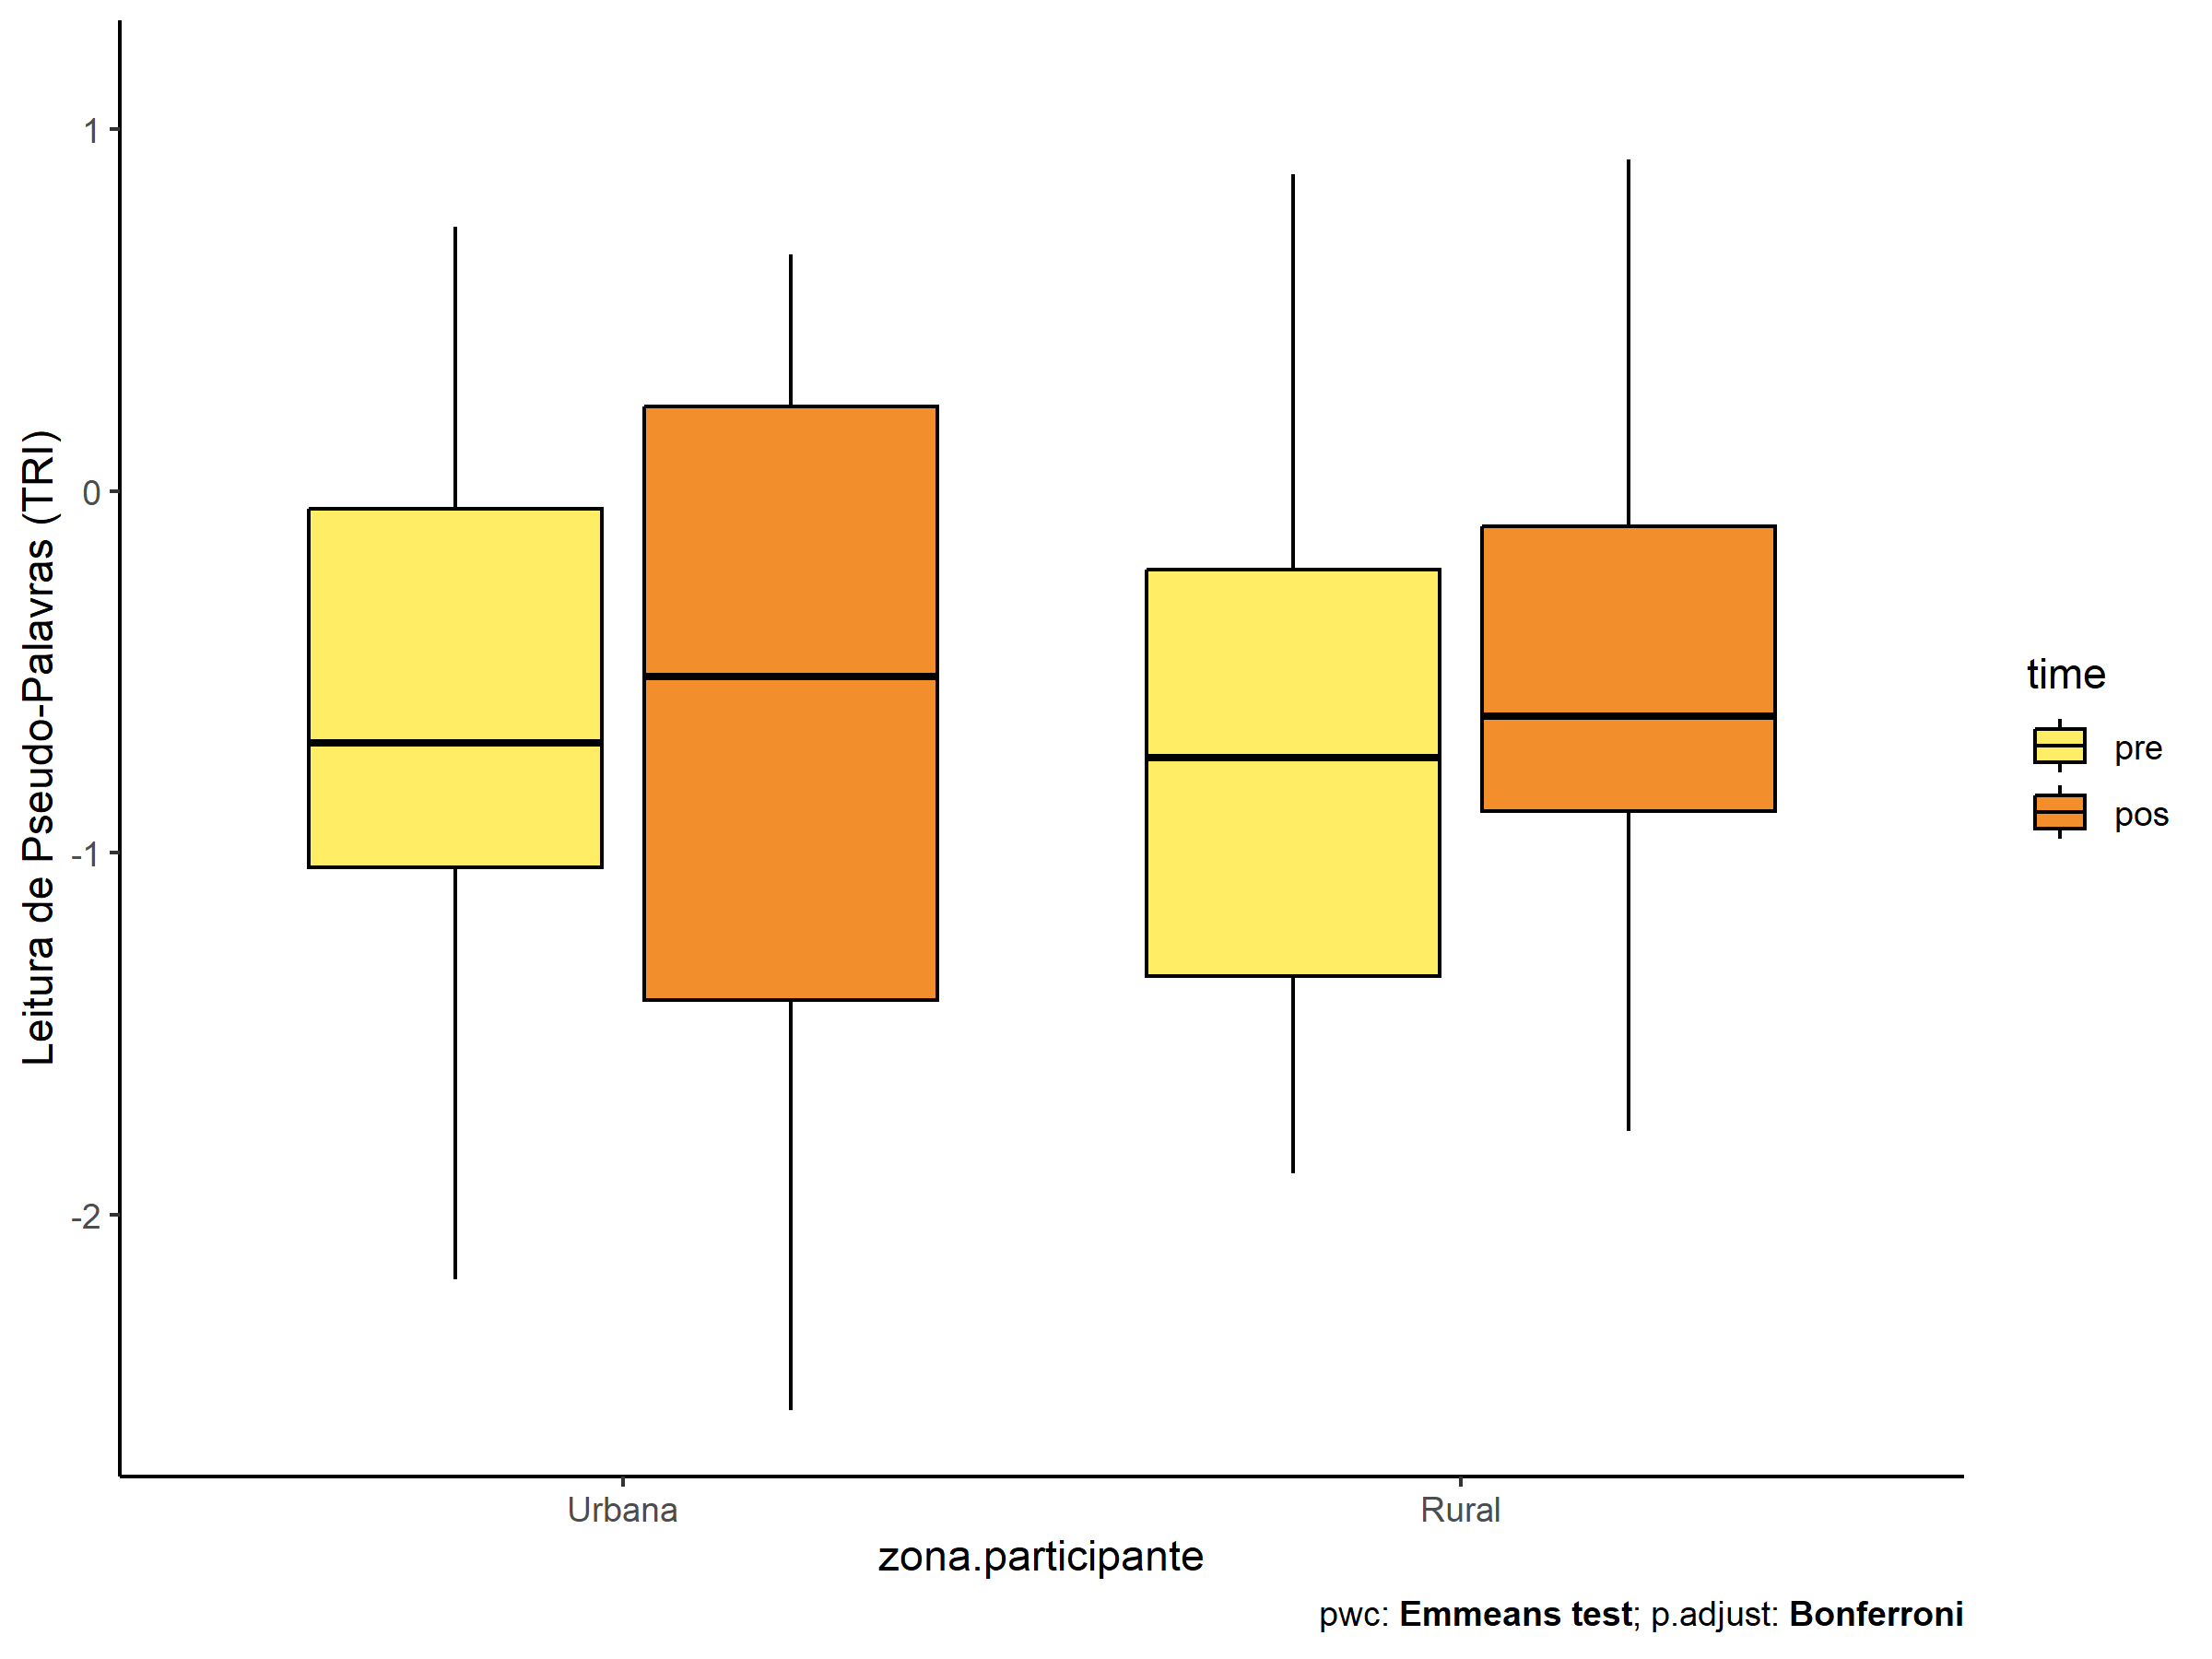 Leitura de Pseudo-Palavras (TRI)
1
0
-1
-2
Urbana
Rural
zona.participante
time
pre
pos
pwc: Emmeans test; p.adjust: Bonferroni